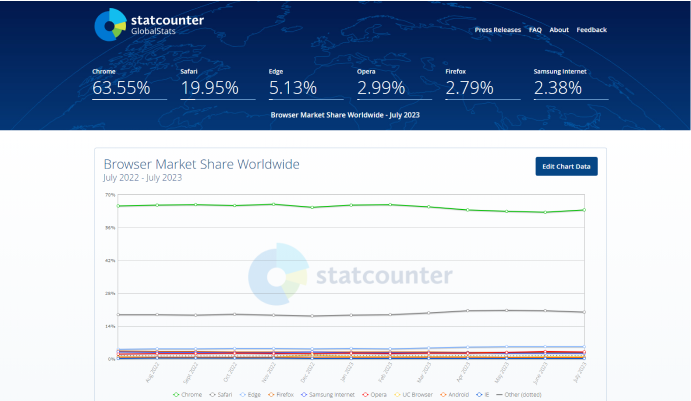 statcounter
GlobalStats
Press Releases FAQ About Feedback
Chrome Safari Edge Opera Firefox Samsung Internet
63.55% 19.95% 5.13% 2.99% 2.79% 2.38%
Browser Market Share Worldwide - July 2023
Browser Market Share Worldwide
July 2022 - July 2023
Edit Chart Data
70%
56%
42%
statcounter
28%
14%
0%
Aug 2022 Sept 2022 Oct 2022 Nov 2022 Dec 2022 Jan 2023 Feb 2023 Mar 2023 Apr 2023 May 2023 June 2023 July 2023
Chrome Safari Edge Firefox Samsung Internet Opera UC Browser Android IE Other (dotted)